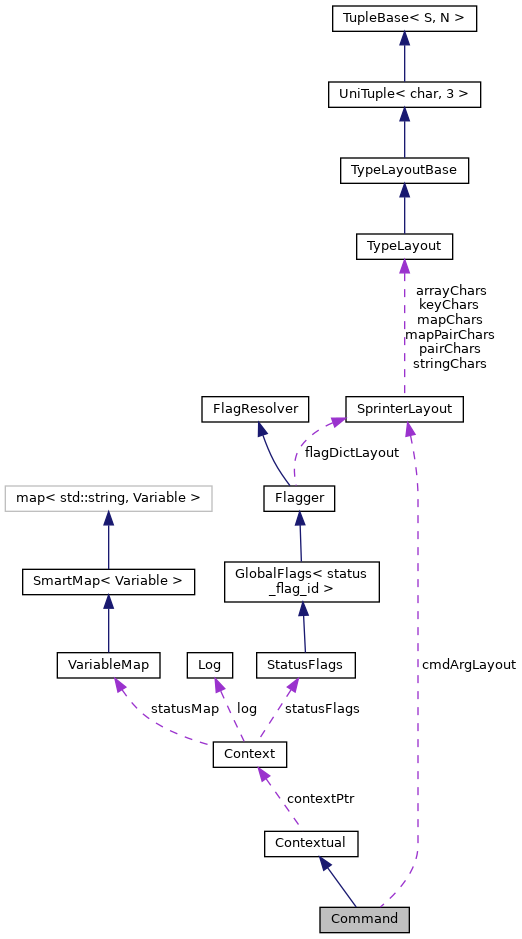 TupleBase< S, N >
UniTuple< char, 3 >
TypeLayoutBase
TypeLayout
arrayChars
keyChars
mapChars
mapPairChars
pairChars
stringChars
FlagResolver
SprinterLayout
flagDictLayout
map< std::string, Variable >
Flagger
SmartMap< Variable >
GlobalFlags< status
_flag_id >
VariableMap
Log
StatusFlags
cmdArgLayout
statusMap
log
statusFlags
Context
contextPtr
Contextual
Command